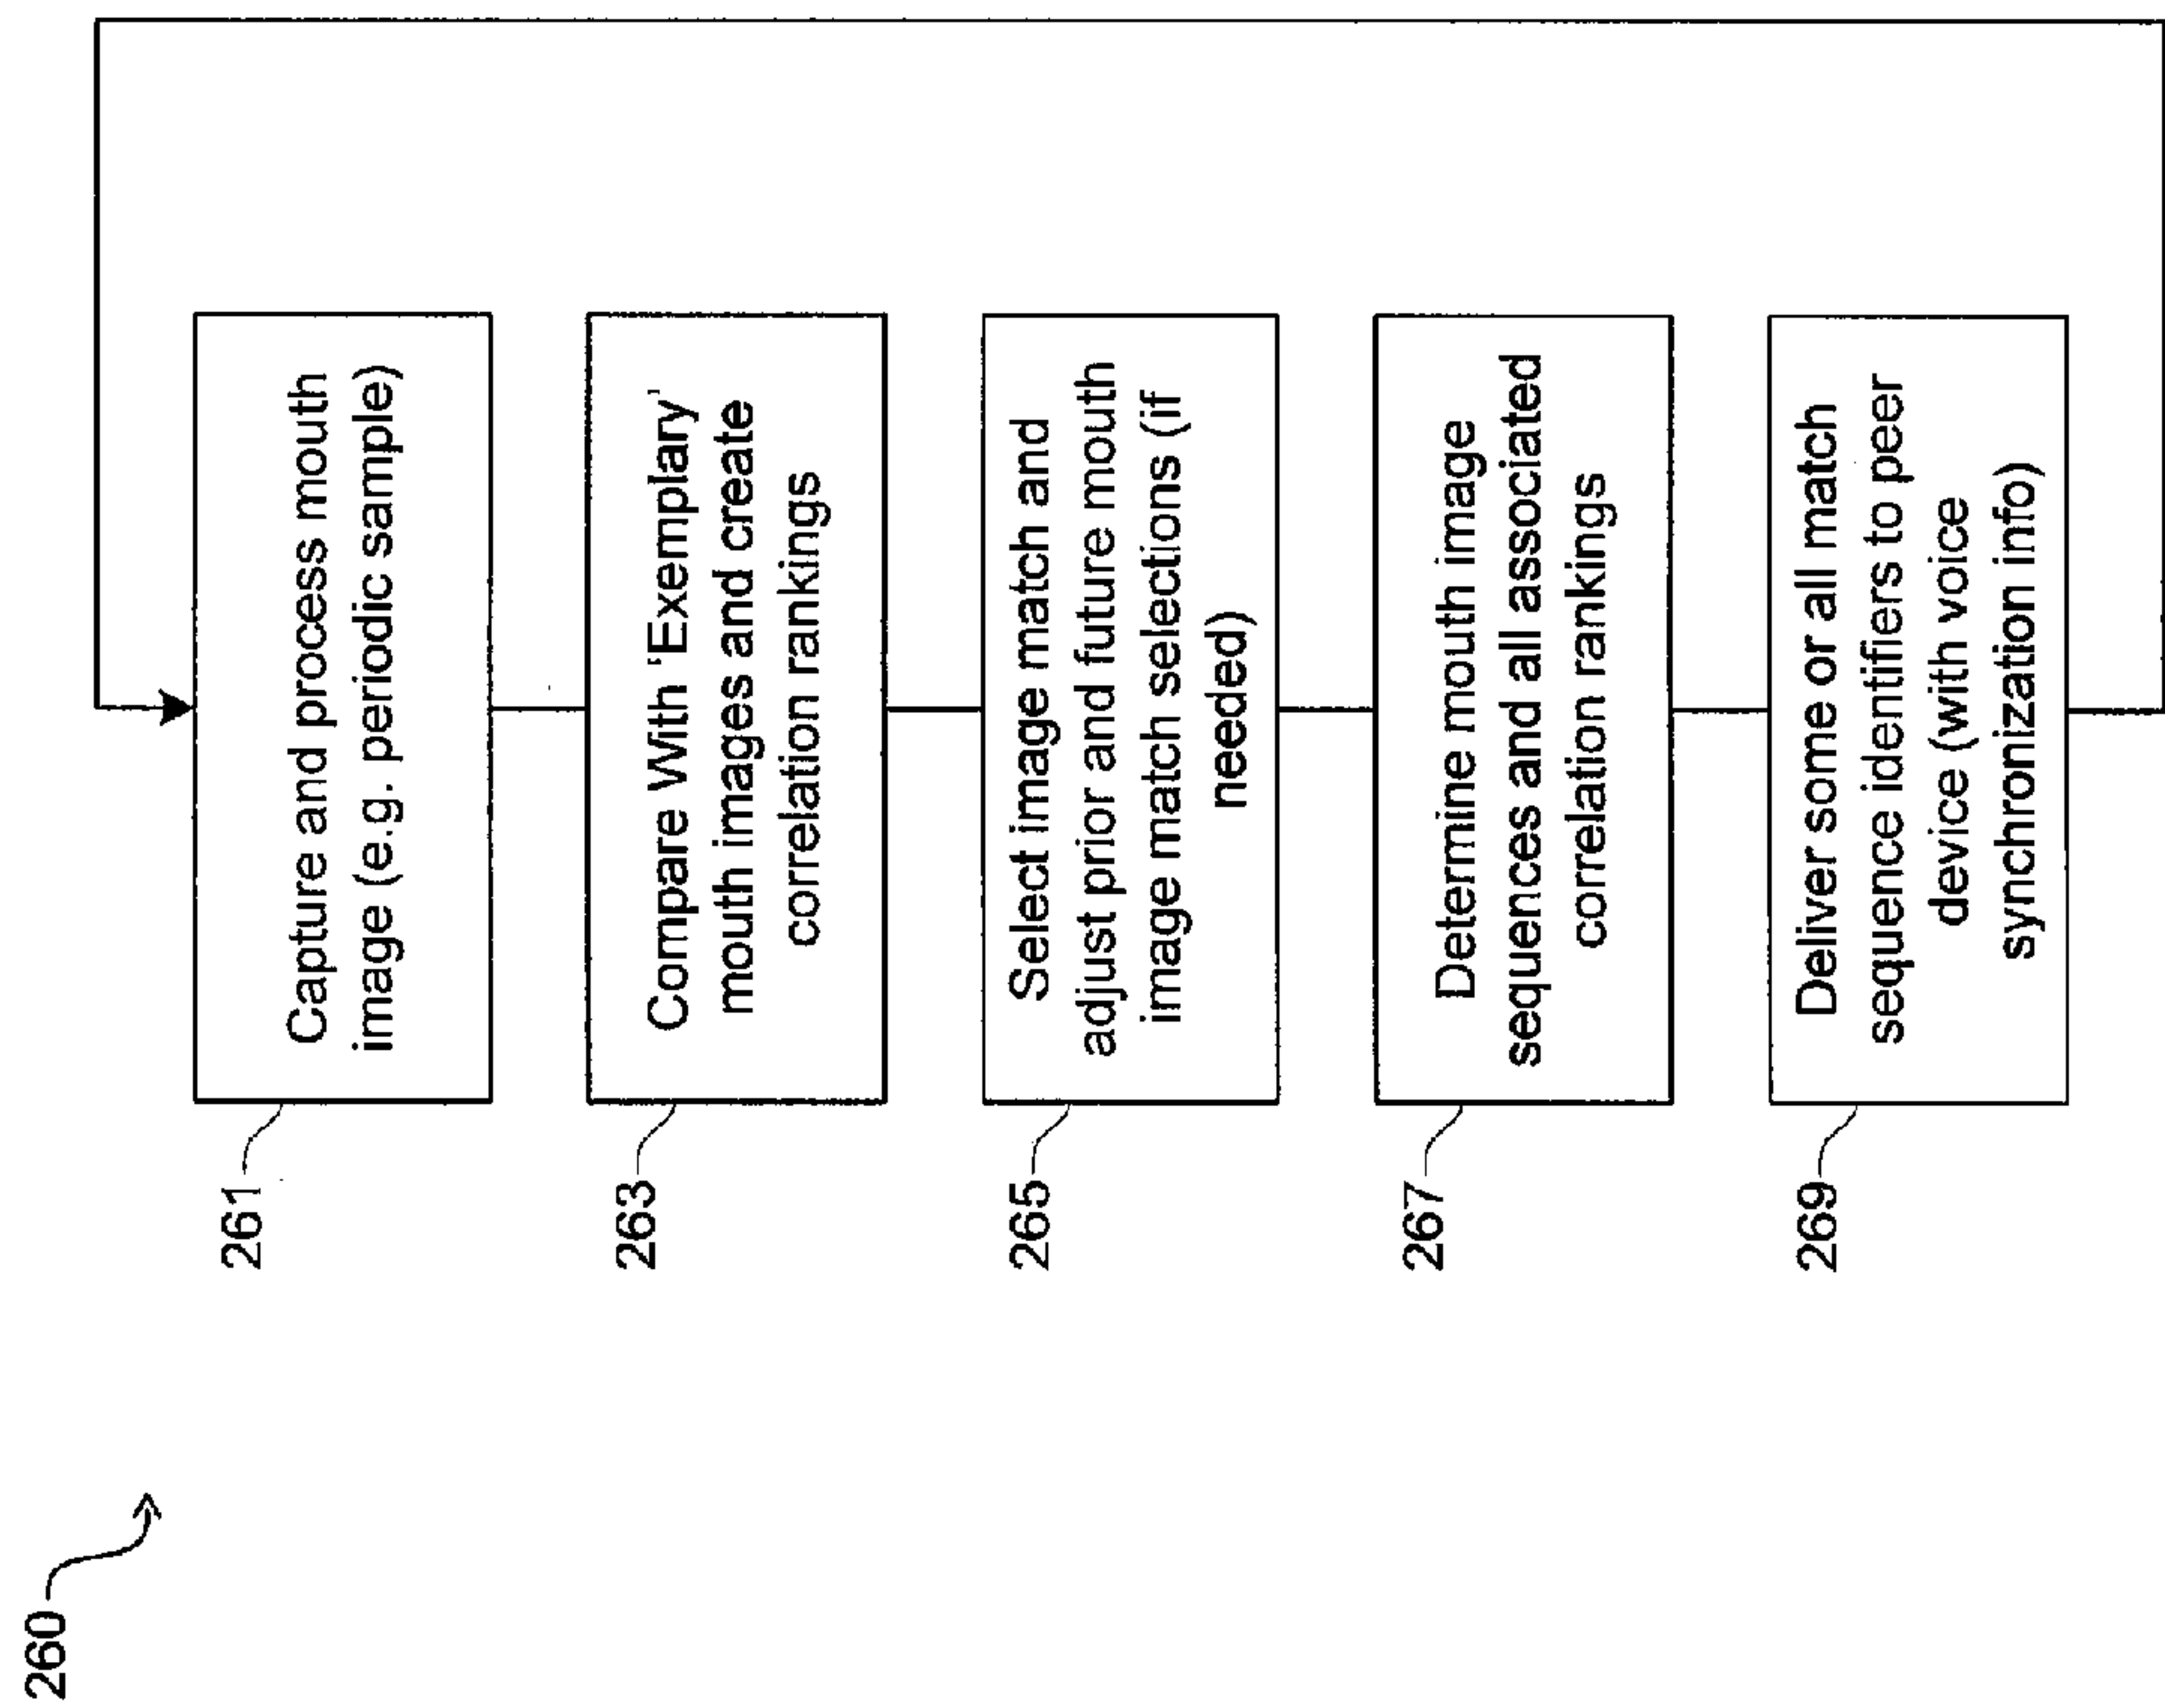 260
261
Capture and process mouth
image (e.g. periodic sample)
263
Compare With 'Exemplary'
mouth images and create
correlation rankings
265
Select image match and
adjust prior and future mouth
image match selections (if
needed)
267
Determine mouth image
sequences and all associated
correlation rankings
269
Deliver some or all match
sequence identifiers to peer
device (with voice
synchronization info)